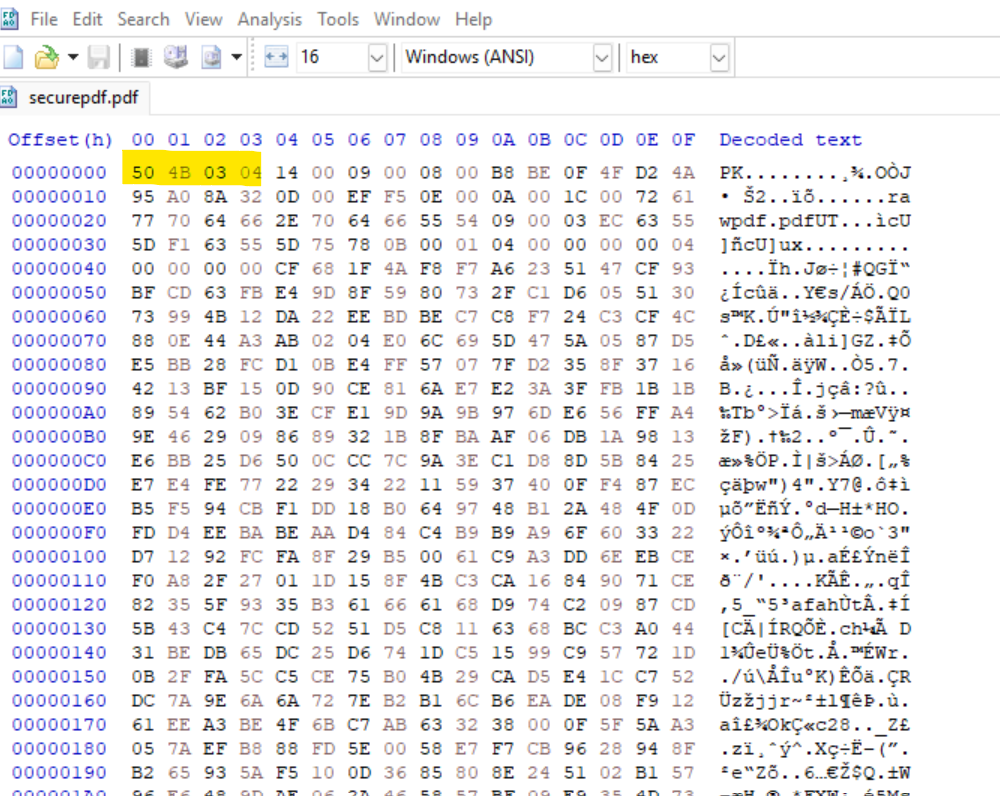 File Edit Search View Analysis Tools Window Help
16 Windows (ANSI) hex
securepdf.pdf
Offset(h) 00 01 02 03 04 05 06 07 08 09 0A 0B 0C 0D 0E 0F Decoded text
00000000 50 4B 03 04 14 00 09 00 08 00 B8 BE 0F 4F D2 4A PK........¸¾.OÒJ
00000010 95 A0 8A 32 0D 00 EF F5 0E 00 0A 00 1C 00 72 61 • Š2..ïõ......ra
00000020 77 70 64 66 2E 70 64 66 55 54 09 00 03 EC 63 55 wpdf.pdfUT...ìcU
00000030 5D F1 63 55 5D 75 78 0B 00 01 04 00 00 00 00 04 ]ñcU]ux.........
00000040 00 00 00 00 CF 68 1F 4A F8 F7 A6 23 51 47 CF 93 ....Ïh.Jø÷¦#QGÏ“
00000050 BF CD 63 FB E4 9D 8F 59 80 73 2F C1 D6 05 51 30 ¿Ícûä..Y€s/ÁÖ.Q0
00000060 73 99 4B 12 DA 22 EE BD BE C7 C8 F7 24 C3 CF 4C s™K.Ú"î½¾ÇÈ÷$ÃÏL
00000070 88 0E 44 A3 AB 02 04 E0 6C 69 5D 47 5A 05 87 D5 ˆ.D£«..àli]GZ.‡Õ
00000080 E5 BB 28 FC D1 0B E4 FF 57 07 7F D2 35 8F 37 16 å»(üÑ.äÿW..Ò5.7.
00000090 42 13 BF 15 0D 90 CE 81 6A E7 E2 3A 3F FB 1B 1B B.¿...Î.jçâ:?û..
000000A0 89 54 62 B0 3E CF E1 9D 9A 9B 97 6D E6 56 FF A4 ‰Tb°>Ïá.š›—mæVÿ¤
000000B0 9E 46 29 09 86 89 32 1B 8F BA AF 06 DB 1A 98 13 žF).†‰2..º¯.Û.˜.
000000C0 E6 BB 25 D6 50 0C CC 7C 9A 3E C1 D8 8D 5B 84 25 æ»%ÖP.Ì|š>ÁØ.[„%
000000D0 E7 E4 FE 77 22 29 34 22 11 59 37 40 0F F4 87 EC çäþw")4".Y7@.ô‡ì
000000E0 B5 F5 94 CB F1 DD 18 B0 64 97 48 B1 2A 48 4F 0D µõ”ËñÝ.°d—H±*HO.
000000F0 FD D4 EE BA BE AA D4 84 C4 B9 B9 A9 6F 60 33 22 ýÔîº¾ªÔ„Ä¹¹©o`3"
00000100 D7 12 92 FC FA 8F 29 B5 00 61 C9 A3 DD 6E EB CE ×.’üú.)µ.aÉ£ÝnëÎ
00000110 F0 A8 2F 27 01 1D 15 8F 4B C3 CA 16 84 90 71 CE ð¨/'....KÃÊ.„.qÎ
00000120 82 35 5F 93 35 B3 61 66 61 68 D9 74 C2 09 87 CD ‚5_“5³afahÙtÂ.‡Í
00000130 5B 43 C4 7C CD 52 51 D5 C8 11 63 68 BC C3 A0 44 [CÄ|ÍRQÕÈ.ch¼Ã D
00000140 31 BE DB 65 DC 25 D6 74 1D C5 15 99 C9 57 72 1D 1¾ÛeÜ%Öt.Å.™ÉWr.
00000150 0B 2F FA 5C C5 CE 75 B0 4B 29 CA D5 E4 1C C7 52 ./ú\ÅÎu°K)ÊÕä.ÇR
00000160 DC 7A 9E 6A 6A 72 7E B2 B1 6C B6 EA DE 08 F9 12 Üzžjjr~²±l¶êÞ.ù.
00000170 61 EE A3 BE 4F 6B C7 AB 63 32 38 00 0F 5F 5A A3 aî£¾OkÇ«c28.._Z£
00000180 05 7A EF B8 88 FD 5E 00 58 E7 F7 CB 96 28 94 8F .zï¸ˆý^.Xç÷Ë–(”.
00000190 B2 65 93 5A F5 10 0D 36 85 80 8E 24 51 02 B1 57 ²e“Zõ..6…€Ž$Q.±W